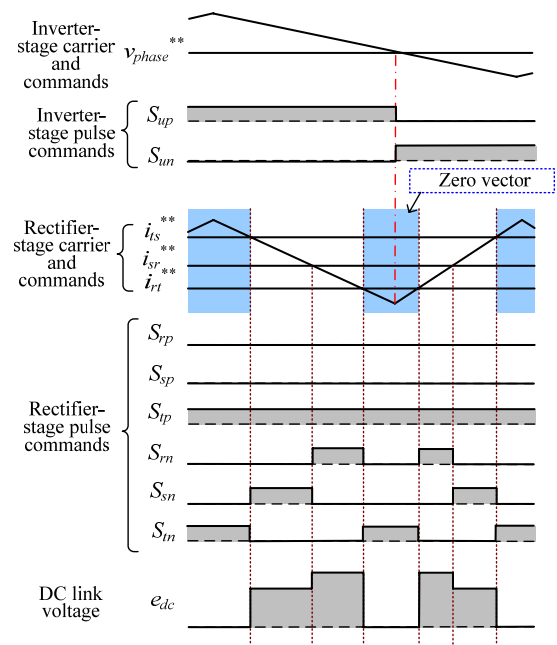 Inverter-
stage carrier
and
commands
v_phase**
Inverter-
stage pulse
commands
S_up
S_un
Zero vector
Rectifier-
stage carrier
and
commands
i_ts**
i_sr**
i_rt**
Rectifier-
stage pulse
commands
S_rp
S_sp
S_tp
S_rn
S_sn
S_tn
DC link
voltage
e_dc